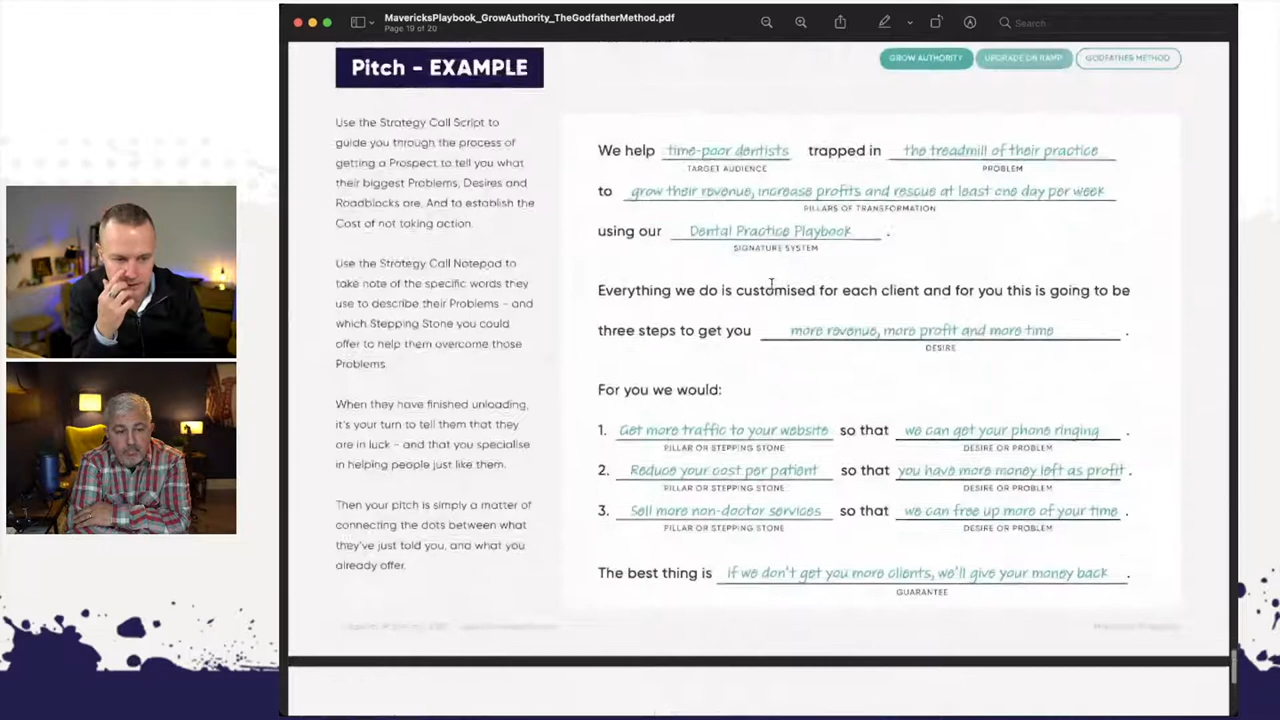 MavericksPlaybook_GrowAuthority_TheGodfatherMethod.pdf
Page 19 of 20
Search
Pitch - EXAMPLE
GROW AUTHORITY
UPGRADE ON RAMP
GODFATHER METHOD
Use the Strategy Call Script to
guide you through the process of
getting a Prospect to tell you what
their biggest Problems, Desires and
Roadblocks are. And to establish the
Cost of not taking action.
Use the Strategy Call Notepad to
take note of the specific words they
use to describe their Problems - and
which Stepping Stone you could
offer to help them overcome those
Problems.
When they have finished unloading,
it's your turn to tell them that they
are in luck - and that you specialise
in helping people just like them.
Then your pitch is simply a matter of
connecting the dots between what
they've just told you, and what you
already offer.
We help time-poor dentists trapped in the treadmill of their practice
TARGET AUDIENCE PROBLEM
to grow their revenue, increase profits and rescue at least one day per week
PILLARS OF TRANSFORMATION
using our Dental Practice Playbook .
SIGNATURE SYSTEM
Everything we do is customised for each client and for you this is going to be
three steps to get you more revenue, more profit and more time .
DESIRE
For you we would:
1. Get more traffic to your website so that we can get your phone ringing .
PILLAR OR STEPPING STONE DESIRE OR PROBLEM
2. Reduce your cost per patient so that you have more money left as profit .
PILLAR OR STEPPING STONE DESIRE OR PROBLEM
3. Sell more non-doctor services so that we can free up more of your time .
PILLAR OR STEPPING STONE DESIRE OR PROBLEM
The best thing is if we don't get you more clients, we'll give your money back .
GUARANTEE